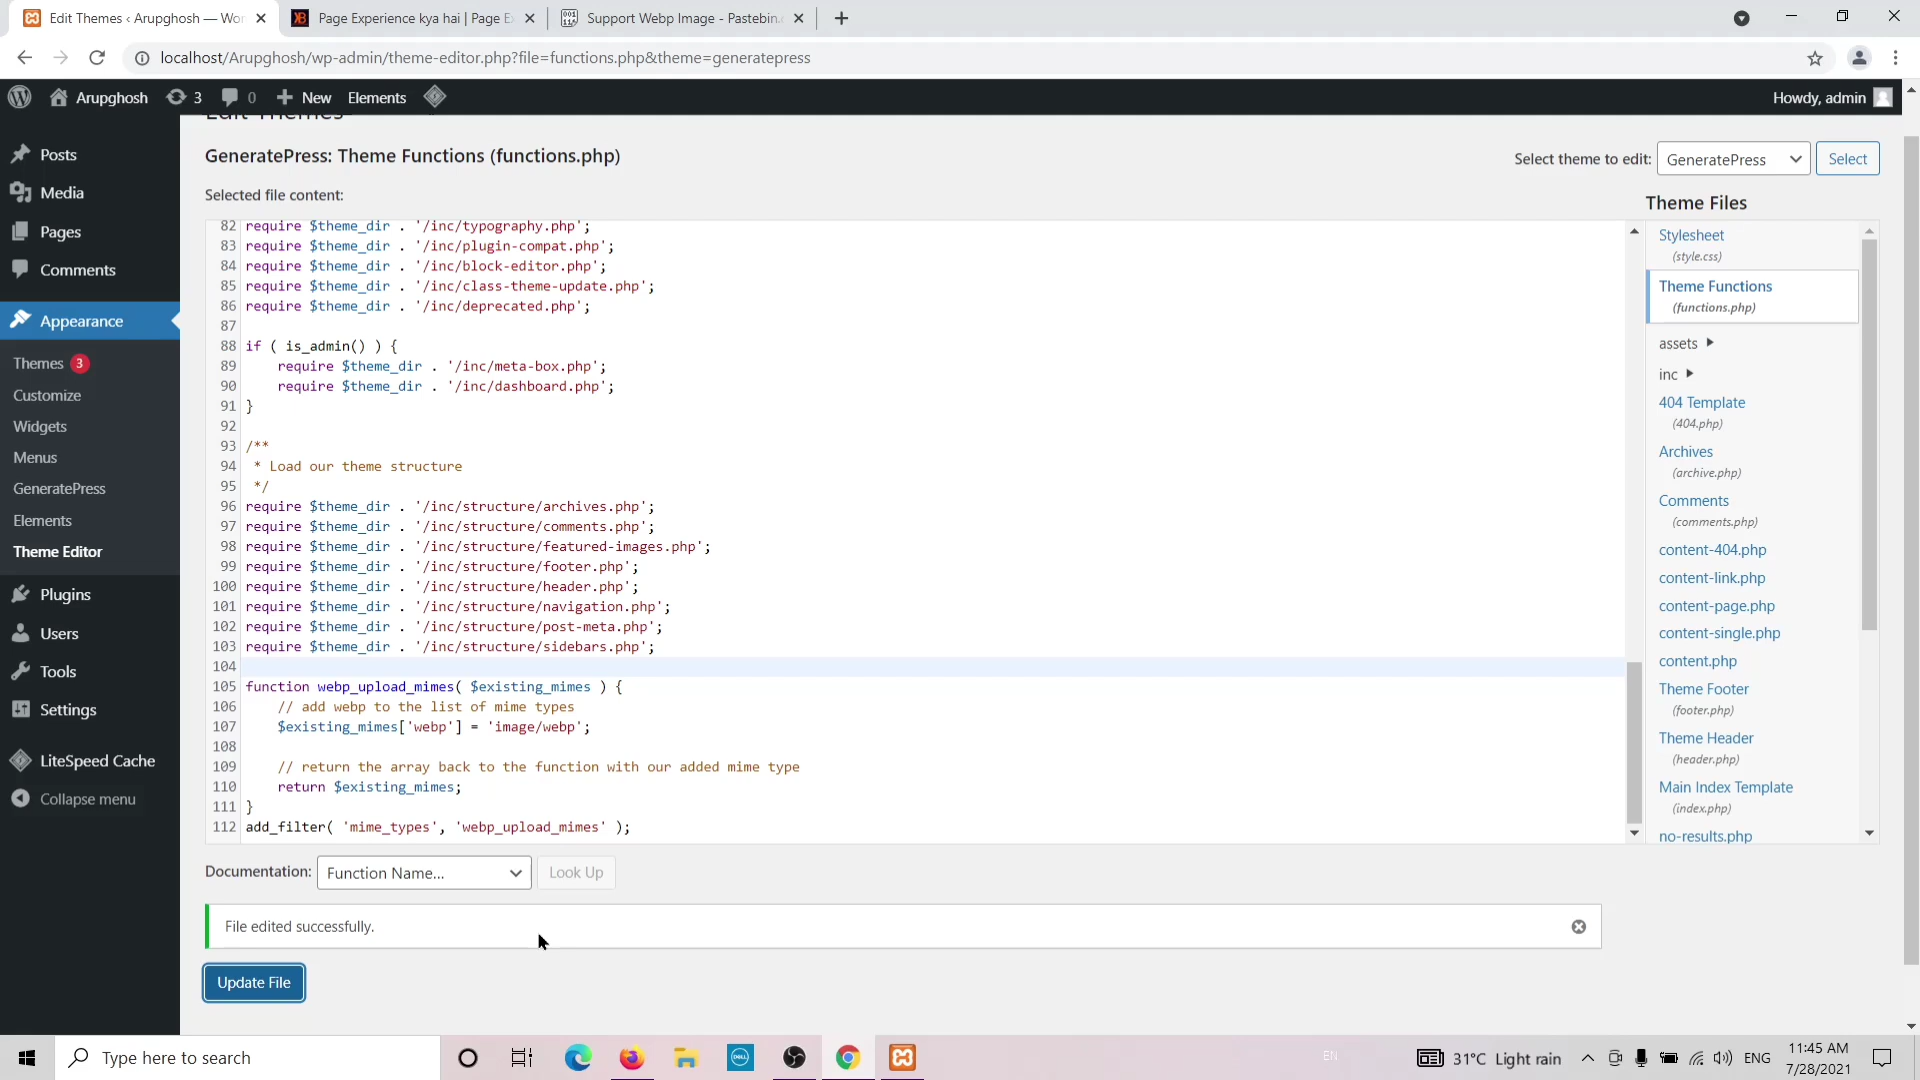 Edit Themes ‹ Arupghosh — Wor
Page Experience kya hai | Page E
Support Webp Image - Pastebin.
localhost/Arupghosh/wp-admin/theme-editor.php?file=functions.php&theme=generatepress
Arupghosh
3
0
New
Elements
Howdy, admin
Posts
Media
Pages
Comments
Appearance
Themes 3
Customize
Widgets
Menus
GeneratePress
Elements
Theme Editor
Plugins
Users
Tools
Settings
LiteSpeed Cache
Collapse menu
Edit Themes
GeneratePress: Theme Functions (functions.php)
Select theme to edit: GeneratePress Select
Selected file content:
82 require $theme_dir . '/inc/typography.php';
83 require $theme_dir . '/inc/plugin-compat.php';
84 require $theme_dir . '/inc/block-editor.php';
85 require $theme_dir . '/inc/class-theme-update.php';
86 require $theme_dir . '/inc/deprecated.php';
87
88 if ( is_admin() ) {
89 require $theme_dir . '/inc/meta-box.php';
90 require $theme_dir . '/inc/dashboard.php';
91 }
92
93 /**
94 * Load our theme structure
95 */
96 require $theme_dir . '/inc/structure/archives.php';
97 require $theme_dir . '/inc/structure/comments.php';
98 require $theme_dir . '/inc/structure/featured-images.php';
99 require $theme_dir . '/inc/structure/footer.php';
100 require $theme_dir . '/inc/structure/header.php';
101 require $theme_dir . '/inc/structure/navigation.php';
102 require $theme_dir . '/inc/structure/post-meta.php';
103 require $theme_dir . '/inc/structure/sidebars.php';
104
105 function webp_upload_mimes( $existing_mimes ) {
106 // add webp to the list of mime types
107 $existing_mimes['webp'] = 'image/webp';
108
109 // return the array back to the function with our added mime type
110 return $existing_mimes;
111 }
112 add_filter( 'mime_types', 'webp_upload_mimes' );
Theme Files
Stylesheet
(style.css)
Theme Functions
(functions.php)
assets
inc
404 Template
(404.php)
Archives
(archive.php)
Comments
(comments.php)
content-404.php
content-link.php
content-page.php
content-single.php
content.php
Theme Footer
(footer.php)
Theme Header
(header.php)
Main Index Template
(index.php)
no-results.php
Documentation: Function Name... Look Up
File edited successfully.
Update File
Type here to search
DELL
EN
31°C Light rain
ENG
11:45 AM
7/28/2021